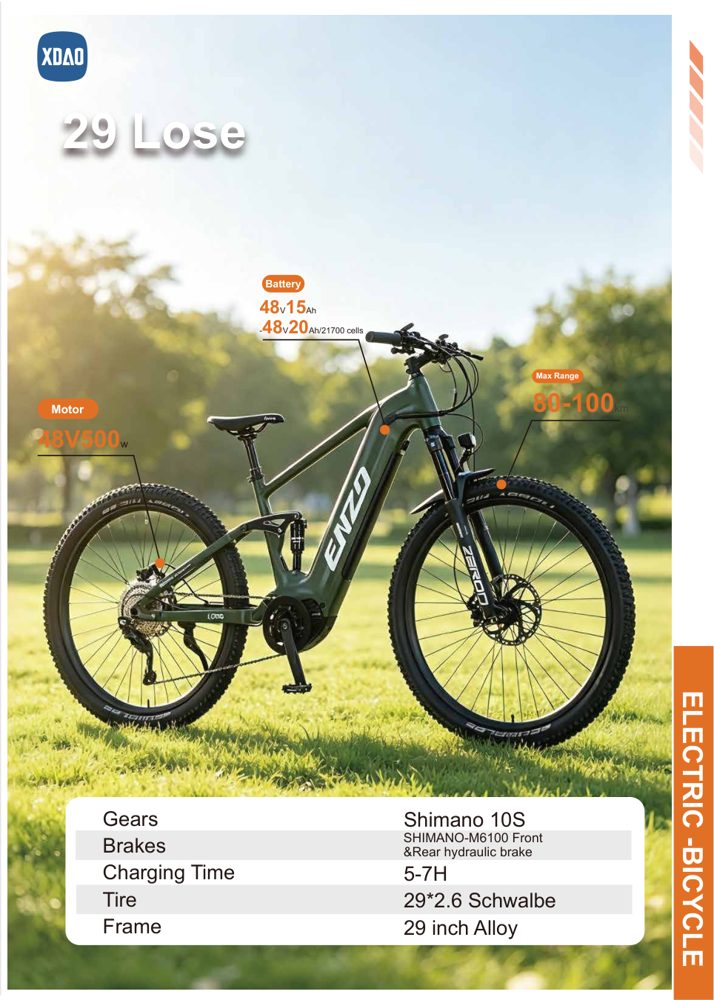 XDAO
29 Lose
Battery
48V15Ah
48V20Ah/21700 cells
Max Range
80-100km
Motor
48V500W
ENZO
ZEROO
Gears Shimano 10S
Brakes SHIMANO-M6100 Front
&Rear hydraulic brake
Charging Time 5-7H
Tire 29*2.6 Schwalbe
Frame 29 inch Alloy
ELECTRIC -BICYCLE